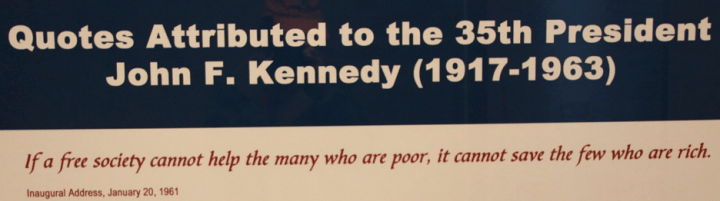 Quotes Attributed to the 35th President
John F. Kennedy (1917-1963)
If a free society cannot help the many who are poor, it cannot save the few who are rich.
Inaugural Address, January 20, 1961